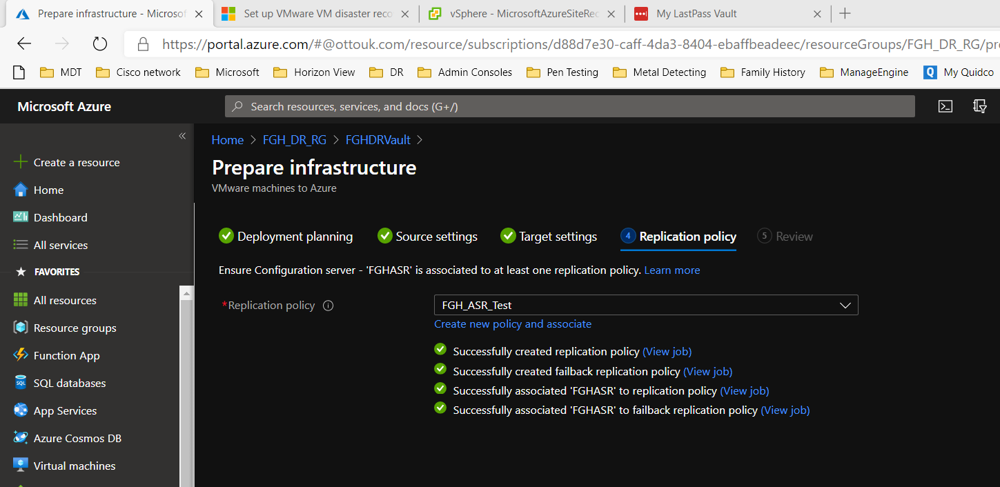 Prepare infrastructure - Microsof
Set up VMware VM disaster reco
vSphere - MicrosoftAzureSiteRec
My LastPass Vault
https://portal.azure.com/#@ottouk.com/resource/subscriptions/d88d7e30-caff-4da3-8404-ebaffbeadeec/resourceGroups/FGH_DR_RG/pr
MDT
Cisco network
Microsoft
Horizon View
DR
Admin Consoles
Pen Testing
Metal Detecting
Family History
ManageEngine
Q
My Quidco
Microsoft Azure
Search resources, services, and docs (G+/)
Create a resource
Home
Dashboard
All services
FAVORITES
All resources
Resource groups
Function App
SQL
SQL databases
App Services
Azure Cosmos DB
Virtual machines
Home > FGH_DR_RG > FGHDRVault >
Prepare infrastructure
VMware machines to Azure
Deployment planning
Source settings
Target settings
4 Replication policy
5 Review
Ensure Configuration server - 'FGHASR' is associated to at least one replication policy. Learn more
*Replication policy
FGH_ASR_Test
Create new policy and associate
Successfully created replication policy (View job)
Successfully created failback replication policy (View job)
Successfully associated 'FGHASR' to replication policy (View job)
Successfully associated 'FGHASR' to failback replication policy (View job)